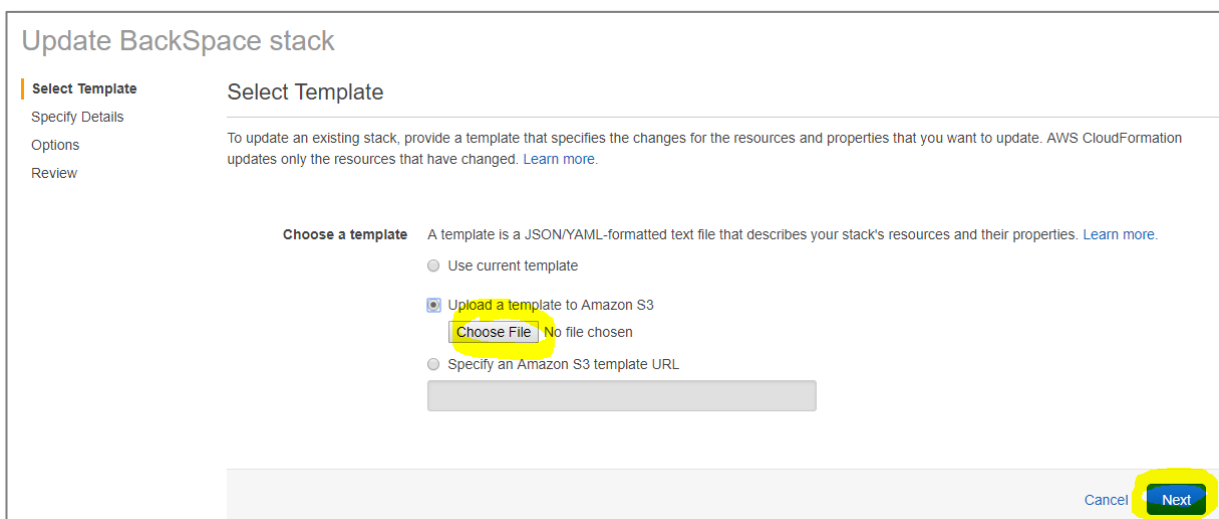 Update BackSpace stack
Select Template
Specify Details
Options
Review
Select Template
To update an existing stack, provide a template that specifies the changes for the resources and properties that you want to update. AWS CloudFormation
updates only the resources that have changed. Learn more.
Choose a template A template is a JSON/YAML-formatted text file that describes your stack's resources and their properties. Learn more.
Use current template
Upload a template to Amazon S3
Choose File No file chosen
Specify an Amazon S3 template URL
Cancel Next